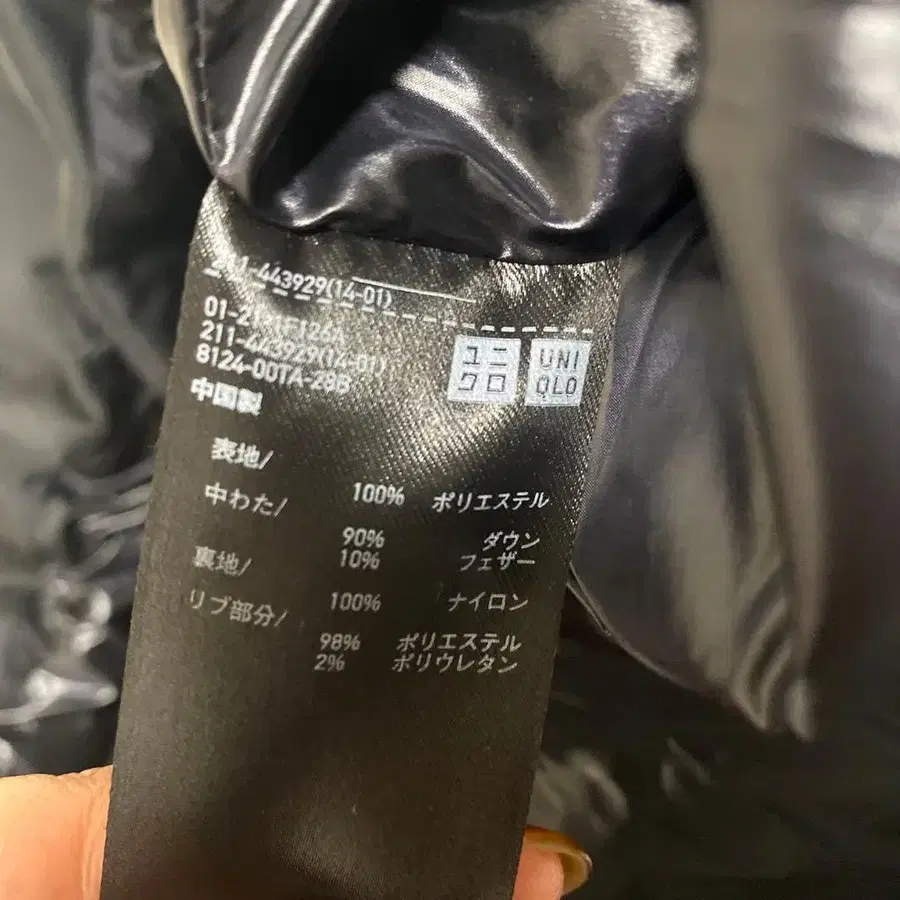 211-443929(14-01)
211-443929(14-01)
8124-00TA-28B
中国製
ユニ
クロ
UNI
QLO
表地/
100% ポリエステル
中わた/
90% ダウン
10% フェザー
裏地/
100% ナイロン
リブ部分/
98% ポリエステル
2% ポリウレタン